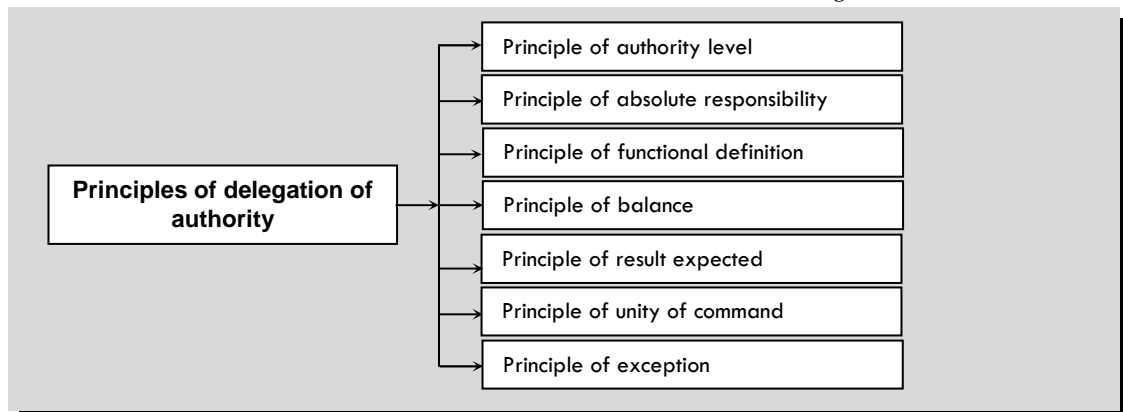 Principle of authority level
Principle of absolute responsibility
Principle of functional definition
Principles of delegation of
authority
Principle of balance
Principle of result expected
Principle of unity of command
Principle of exception